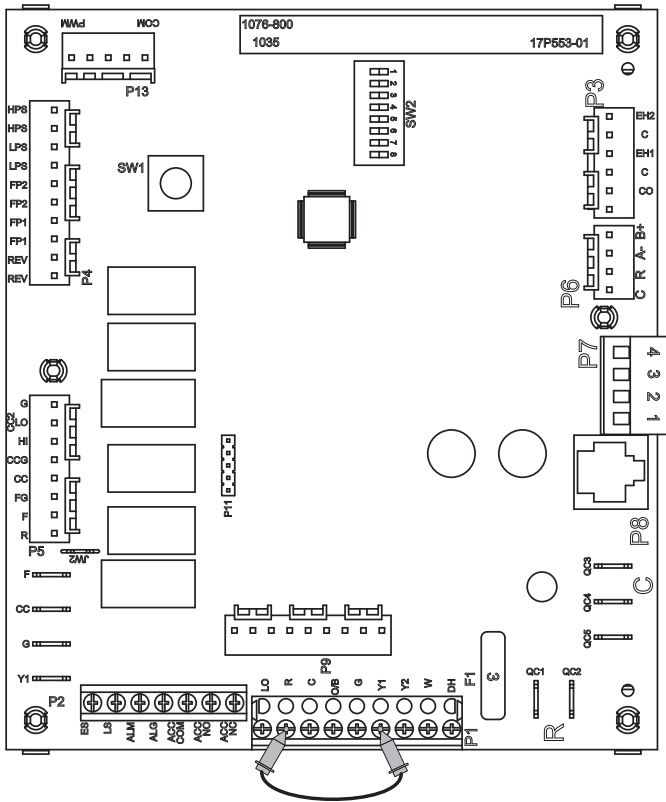 PWM
COM
P13
1076-800
1035
17P553-01
1
2
3
4
5
6
7
8
SW2
HPS
HPS
LPS
LPS
FP2
FP2
FP1
FP1
REV
REV
P4
SW1
P3
EH2
C
EH1
C
CO
P6
B+
A-
R
C
P7
4
3
2
1
P8
G
CC2
LO
HI
CCG
CC
FG
F
R
P5
JW2
P11
F
CC
G
Y1
P2
ES
LS
ALM
ALG
ACC COM
ACC NO
ACC NC
P9
LO
R
C
O/B
G
Y1
Y2
W
DH
P1
F1
3
QC3
QC4
QC5
C
QC1
QC2
R